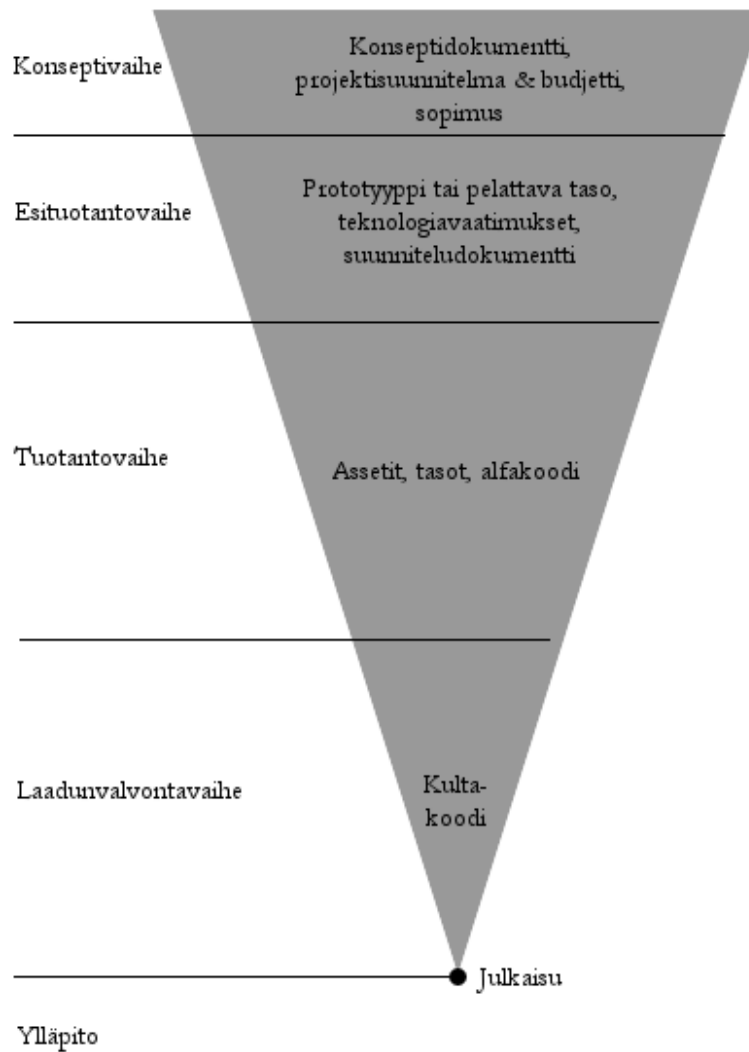 Konseptivaihe
Konseptidokumentti,
projektisuunnitelma & budjetti,
sopimus
Esituotantovaihe
Prototyyppi tai pelattava taso,
teknologiavaatimukset,
suunniteludokumentti
Tuotantovaihe
Assetit, tasot, alfakoodi
Laadunvalvontavaihe
Kulta-
koodi
Julkaisu
Ylläpito